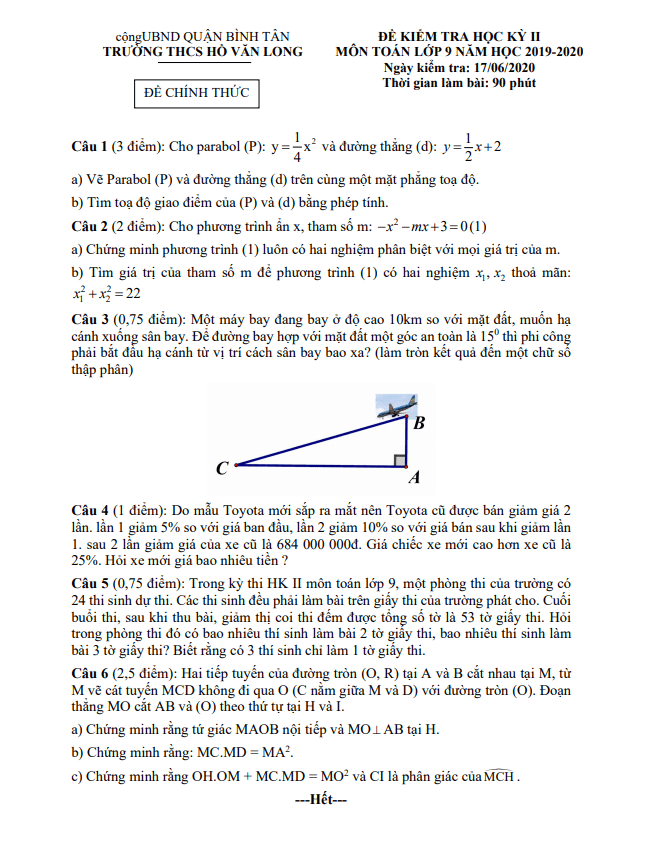 cộngUBND QUẬN BÌNH TÂN
TRƯỜNG THCS HỒ VĂN LONG
ĐỀ CHÍNH THỨC
ĐỀ KIỂM TRA HỌC KỲ II
MÔN TOÁN LỚP 9 NĂM HỌC 2019-2020
Ngày kiểm tra: 17/06/2020
Thời gian làm bài: 90 phút
Câu 1 (3 điểm): Cho parabol (P): y = 1/4 x² và đường thẳng (d): y = 1/2 x + 2
a) Vẽ Parabol (P) và đường thẳng (d) trên cùng một mặt phẳng toạ độ.
b) Tìm toạ độ giao điểm của (P) và (d) bằng phép tính.
Câu 2 (2 điểm): Cho phương trình ẩn x, tham số m: −x² − mx + 3 = 0 (1)
a) Chứng minh phương trình (1) luôn có hai nghiệm phân biệt với mọi giá trị của m.
b) Tìm giá trị của tham số m để phương trình (1) có hai nghiệm x₁, x₂ thoả mãn:
x₁² + x₂² = 22
Câu 3 (0,75 điểm): Một máy bay đang bay ở độ cao 10km so với mặt đất, muốn hạ
cánh xuống sân bay. Để đường bay hợp với mặt đất một góc an toàn là 15⁰ thì phi công
phải bắt đầu hạ cánh từ vị trí cách sân bay bao xa? (làm tròn kết quả đến một chữ số
thập phân)
B
C
A
Câu 4 (1 điểm): Do mẫu Toyota mới sắp ra mắt nên Toyota cũ được bán giảm giá 2
lần. lần 1 giảm 5% so với giá ban đầu, lần 2 giảm 10% so với giá bán sau khi giảm lần
1. sau 2 lần giảm giá của xe cũ là 684 000 000đ. Giá chiếc xe mới cao hơn xe cũ là
25%. Hỏi xe mới giá bao nhiêu tiền ?
Câu 5 (0,75 điểm): Trong kỳ thi HK II môn toán lớp 9, một phòng thi của trường có
24 thí sinh dự thi. Các thí sinh đều phải làm bài trên giấy thi của trường phát cho. Cuối
buổi thi, sau khi thu bài, giám thị coi thi đếm được tổng số tờ là 53 tờ giấy thi. Hỏi
trong phòng thi đó có bao nhiêu thí sinh làm bài 2 tờ giấy thi, bao nhiêu thí sinh làm
bài 3 tờ giấy thi? Biết rằng có 3 thí sinh chỉ làm 1 tờ giấy thi.
Câu 6 (2,5 điểm): Hai tiếp tuyến của đường tròn (O, R) tại A và B cắt nhau tại M, từ
M vẽ cát tuyến MCD không đi qua O (C nằm giữa M và D) với đường tròn (O). Đoạn
thẳng MO cắt AB và (O) theo thứ tự tại H và I.
a) Chứng minh rằng tứ giác MAOB nội tiếp và MO ⊥ AB tại H.
b) Chứng minh rằng: MC.MD = MA².
c) Chứng minh rằng OH.OM + MC.MD = MO² và CI là phân giác của MCH .
---Hết---